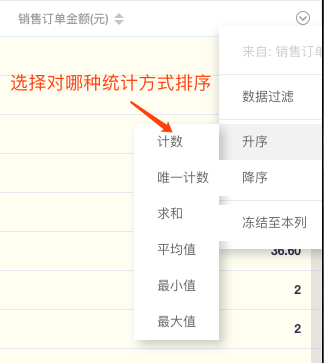 销售订单金额(元)
来自: 销售订单
选择对哪种统计方式排序
数据过滤
计数
升序
唯一计数
降序
求和
冻结至本列
平均值
36.60
最小值
2
最大值
2